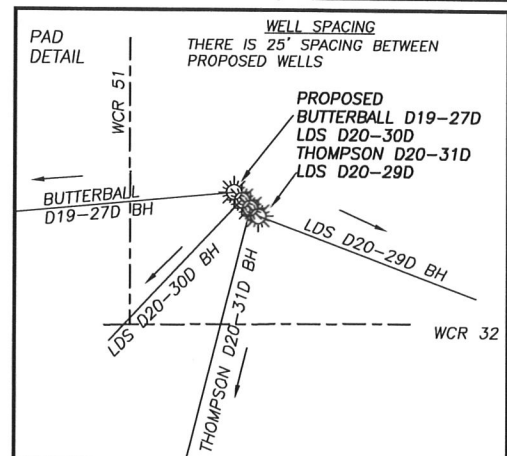 PAD
DETAIL
WELL SPACING
THERE IS 25' SPACING BETWEEN
PROPOSED WELLS
WCR 51
PROPOSED
BUTTERBALL D19-27D
LDS D20-30D
THOMPSON D20-31D
LDS D20-29D
BUTTERBALL
D19-27D BH
LDS D20-30D BH
THOMPSON D20-31D BH
LDS D20-29D BH
WCR 32